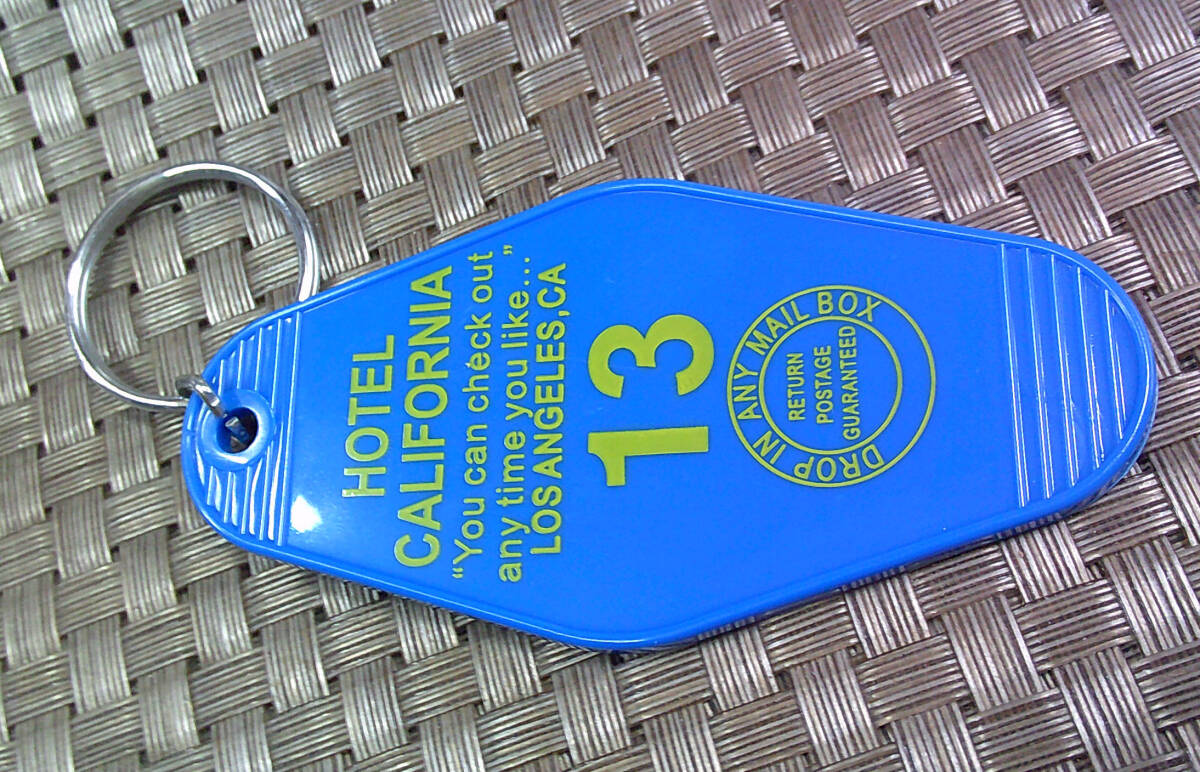 HOTEL
CALIFORNIA
“You can check out
any time you like...”
LOS ANGELES,CA
13
DROP IN ANY MAIL BOX
RETURN
POSTAGE
GUARANTEED